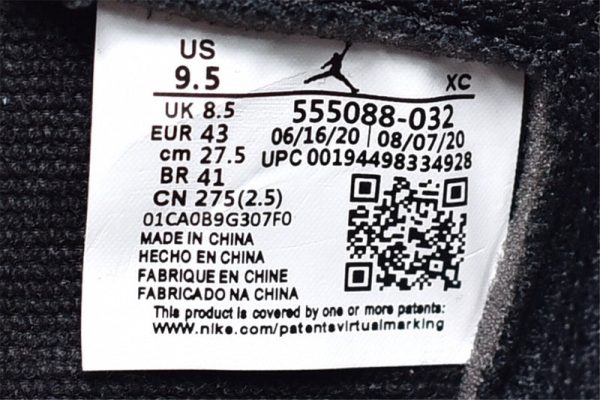 US
9.5
XC
UK 8.5
EUR 43
cm 27.5
BR 41
CN 275(2.5)
01CA0B9G307F0
555088-032
06/16/20 | 08/07/20
UPC 00194498334928
MADE IN CHINA
HECHO EN CHINA
FABRIQUE EN CHINE
FABRICADO NA CHINA
This product is covered by one or more patents:
www.nike.com/patentsvirtualmarking